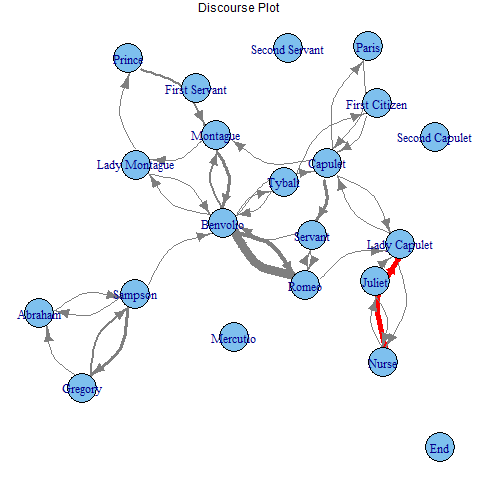 Discourse Plot
Paris
Second Servant
Prince
First Servant
First Citizen
Montague
Second Capulet
Lady Montague
Capulet
Tybalt
Benvolio
Servant
Lady Capulet
Juliet
Romeo
Sampson
Abraham
Mercutio
Nurse
Gregory
End